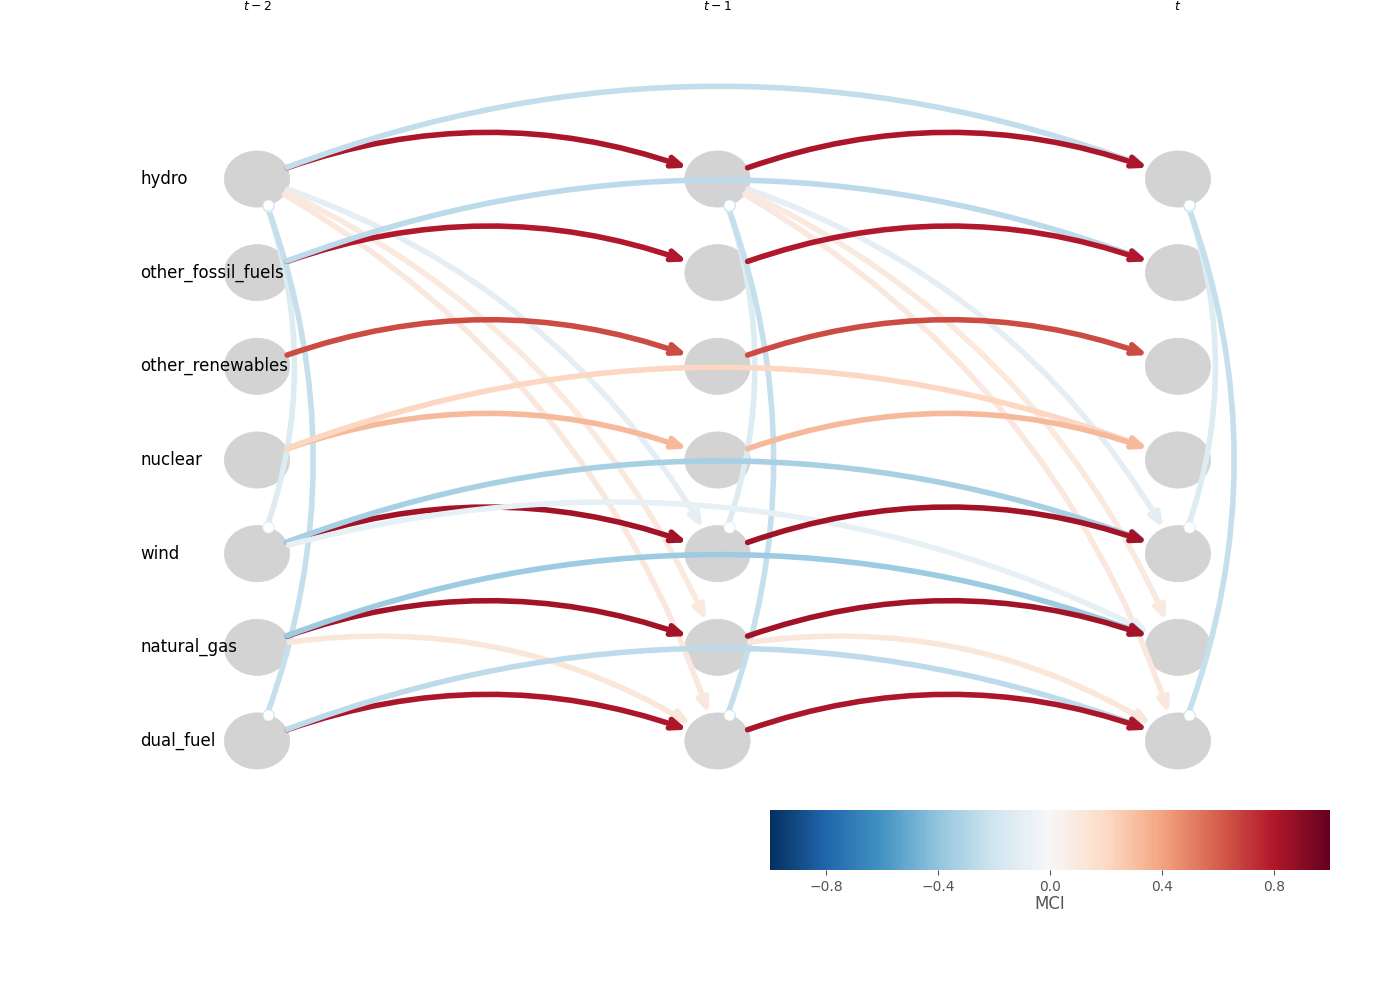 t − 2 t − 1 t
hydro
other_fossil_fuels
other_renewables
nuclear
wind
natural_gas
dual_fuel
−0.8 −0.4 0.0 0.4 0.8
MCI